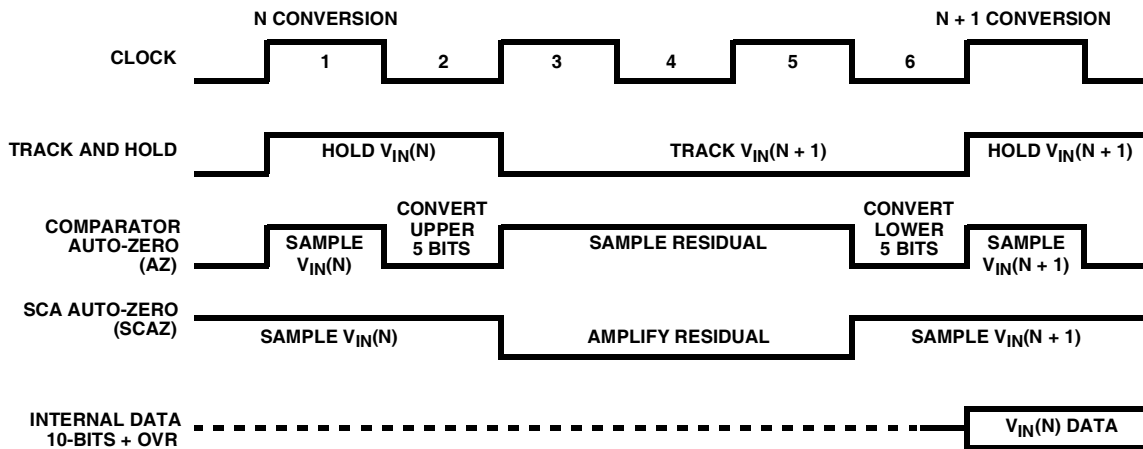 N CONVERSION
N + 1 CONVERSION
CLOCK
1
2
3
4
5
6
TRACK AND HOLD
HOLD VIN(N)
TRACK VIN(N + 1)
HOLD VIN(N + 1)
COMPARATOR
AUTO-ZERO
(AZ)
SAMPLE
VIN(N)
CONVERT
UPPER
5 BITS
SAMPLE RESIDUAL
CONVERT
LOWER
5 BITS
SAMPLE
VIN(N + 1)
SCA AUTO-ZERO
(SCAZ)
SAMPLE VIN(N)
AMPLIFY RESIDUAL
SAMPLE VIN(N + 1)
INTERNAL DATA
10-BITS + OVR
VIN(N) DATA